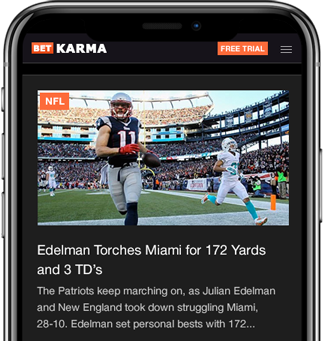 BET KARMA
FREE TRIAL
NFL
11
Edelman Torches Miami for 172 Yards
and 3 TD's
The Patriots keep marching on, as Julian Edelman
and New England took down struggling Miami,
28-10. Edelman set personal bests with 172...